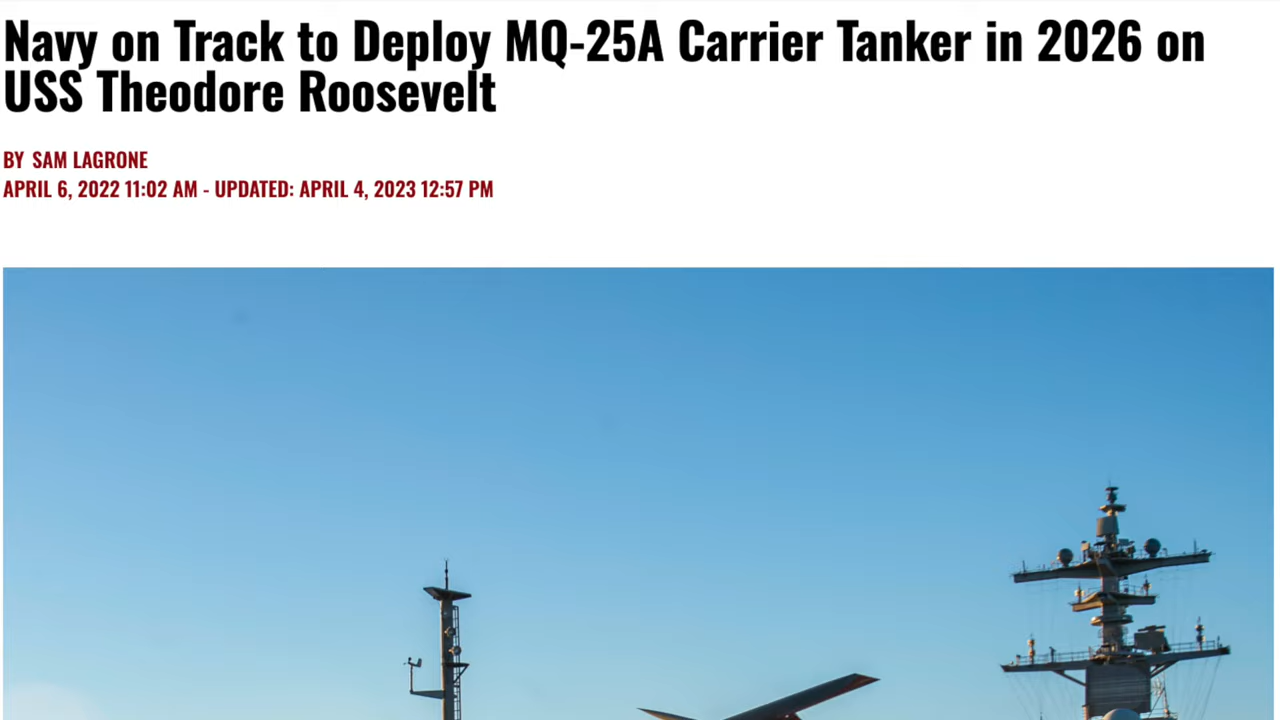 Navy on Track to Deploy MQ-25A Carrier Tanker in 2026 on
USS Theodore Roosevelt
BY SAM LAGRONE
APRIL 6, 2022 11:02 AM - UPDATED: APRIL 4, 2023 12:57 PM